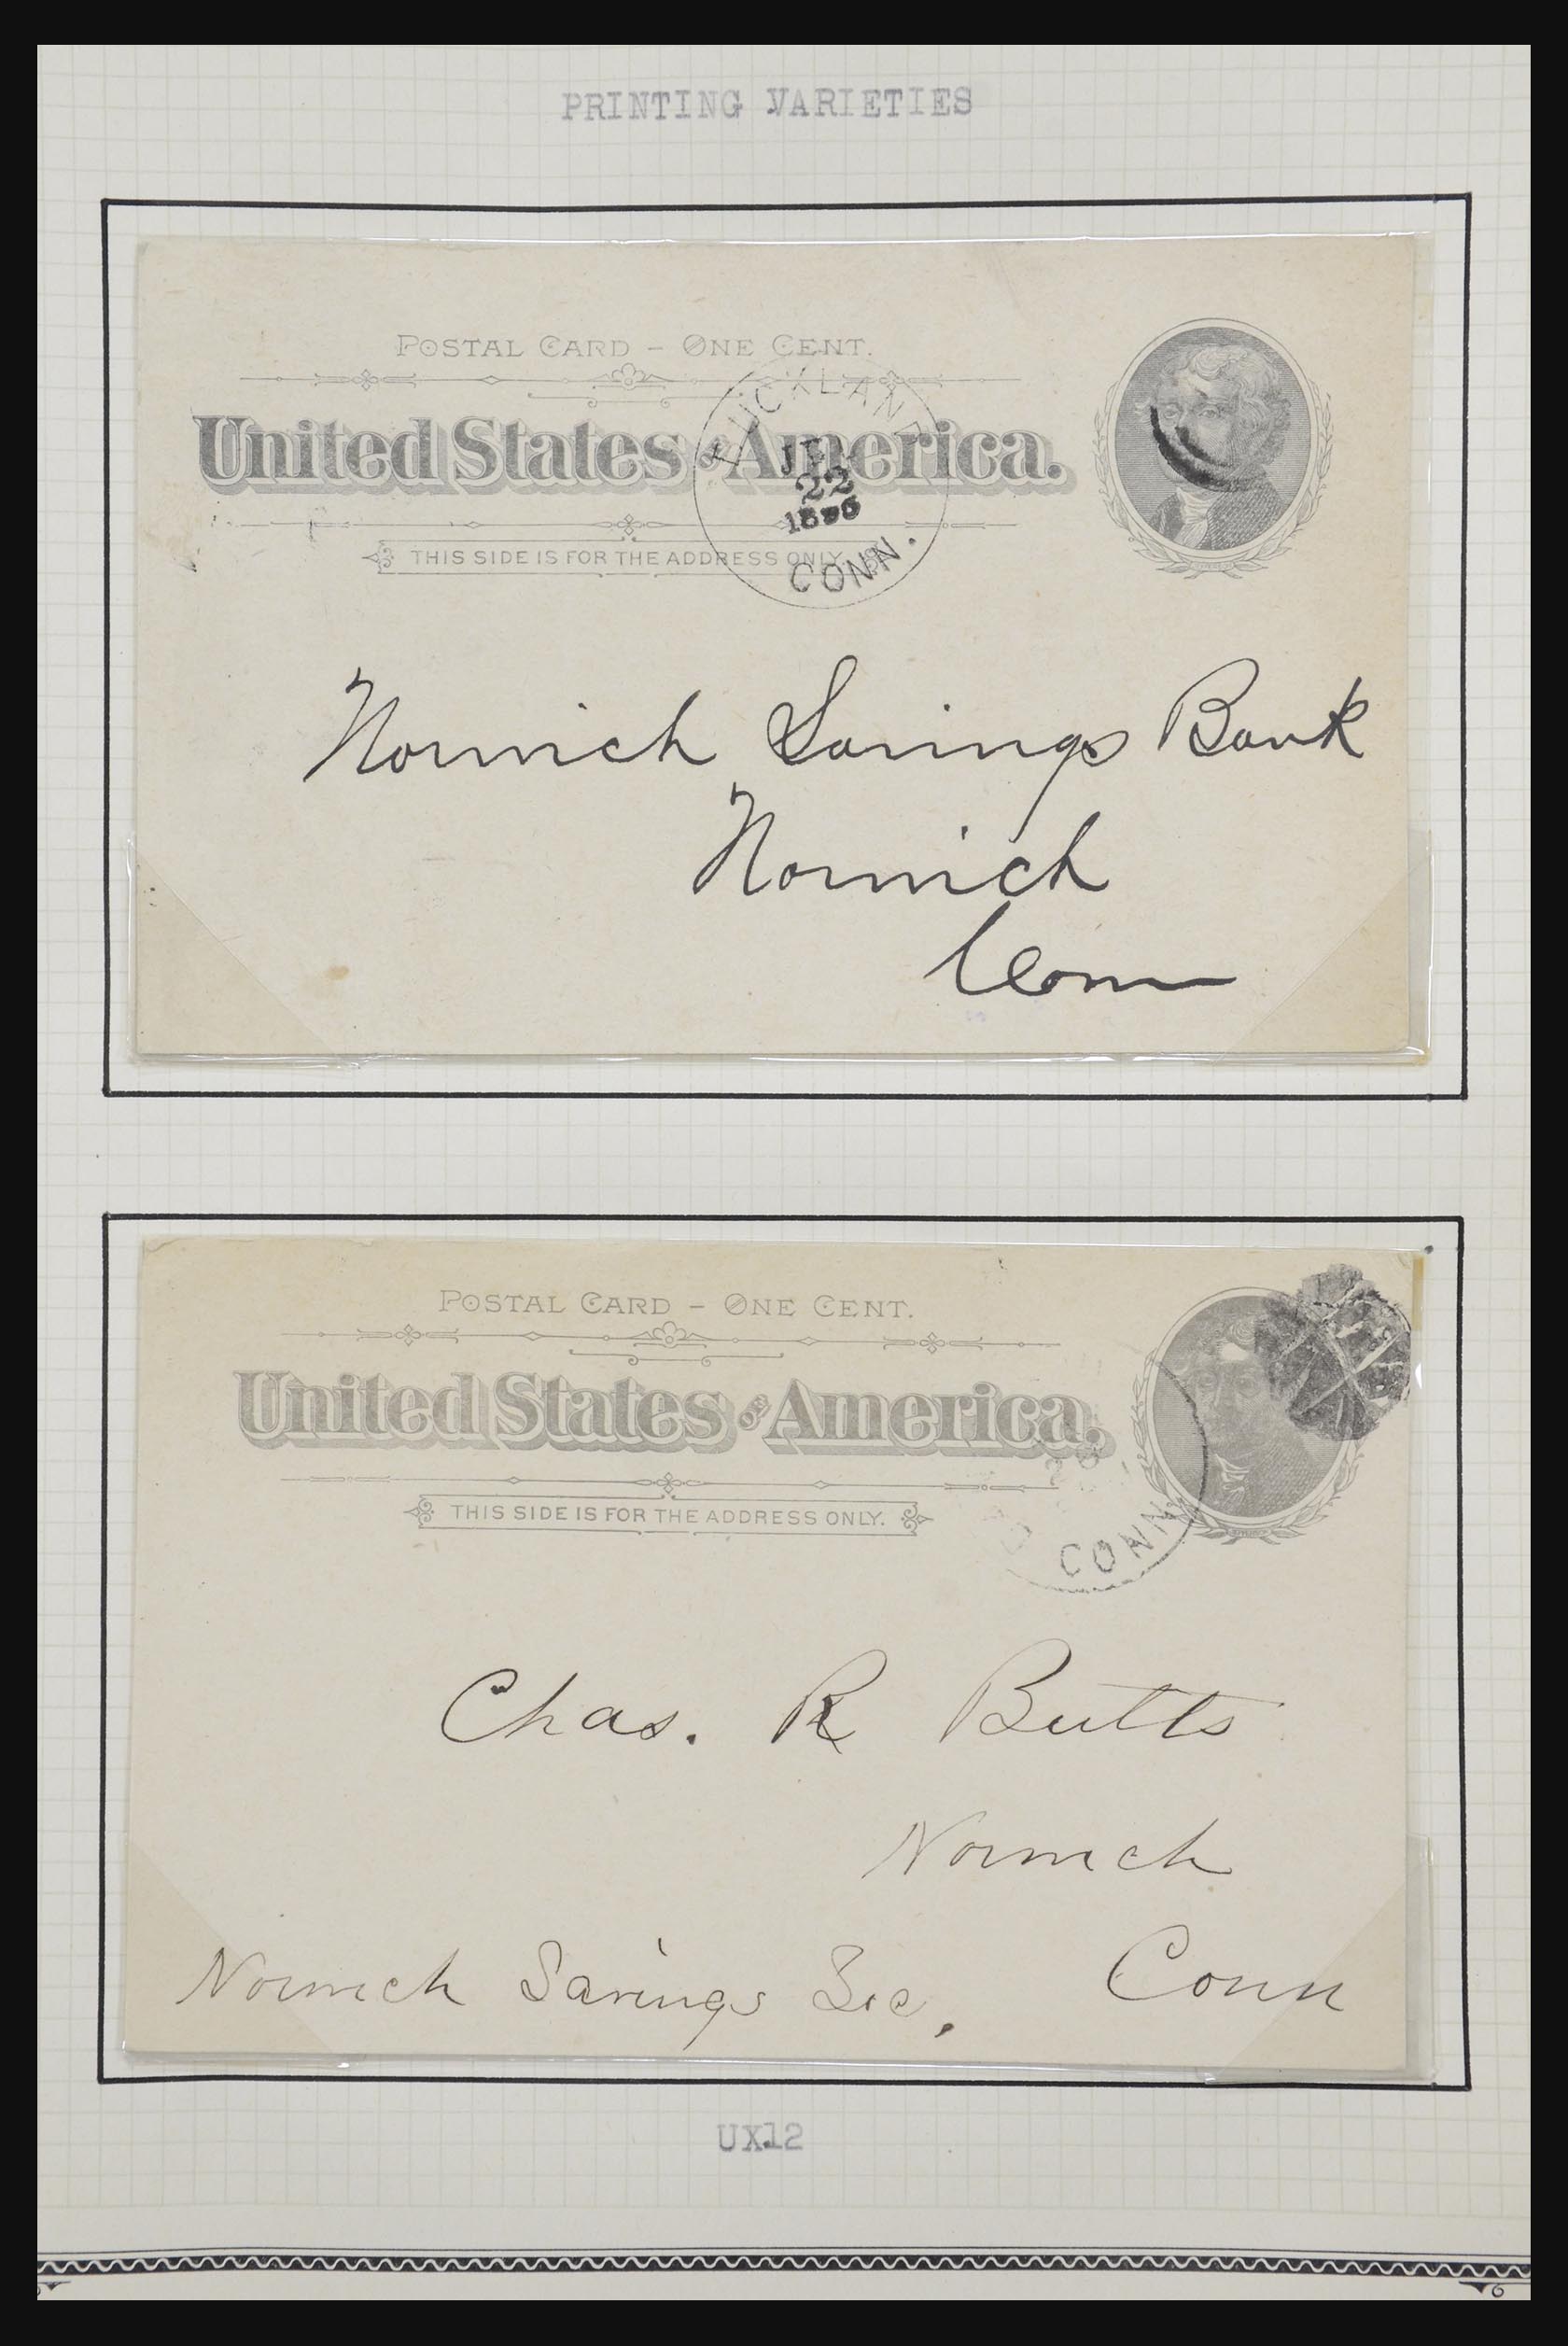 PRINTING VARIETIES
POSTAL CARD – ONE CENT.
United States of America.
BUCKLAND
22
CONN.
THIS SIDE IS FOR THE ADDRESS ONLY.
Norwich Savings Bank
Norwich
Conn
POSTAL CARD – ONE CENT.
United States of America.
THIS SIDE IS FOR THE ADDRESS ONLY.
CONN
Chas. R Butts
Norwich
Norwich Savings Soc, Conn
UX12
6